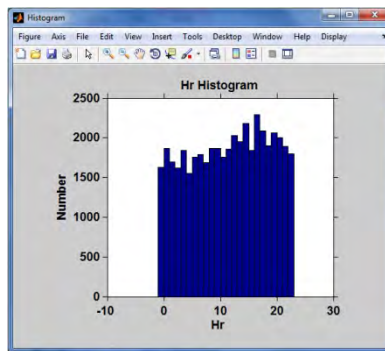 Histogram
Figure Axis File Edit View Insert Tools Desktop Window Help Display
Hr Histogram
2500
2000
1500
1000
500
0
Number
-10 0 10 20 30
Hr